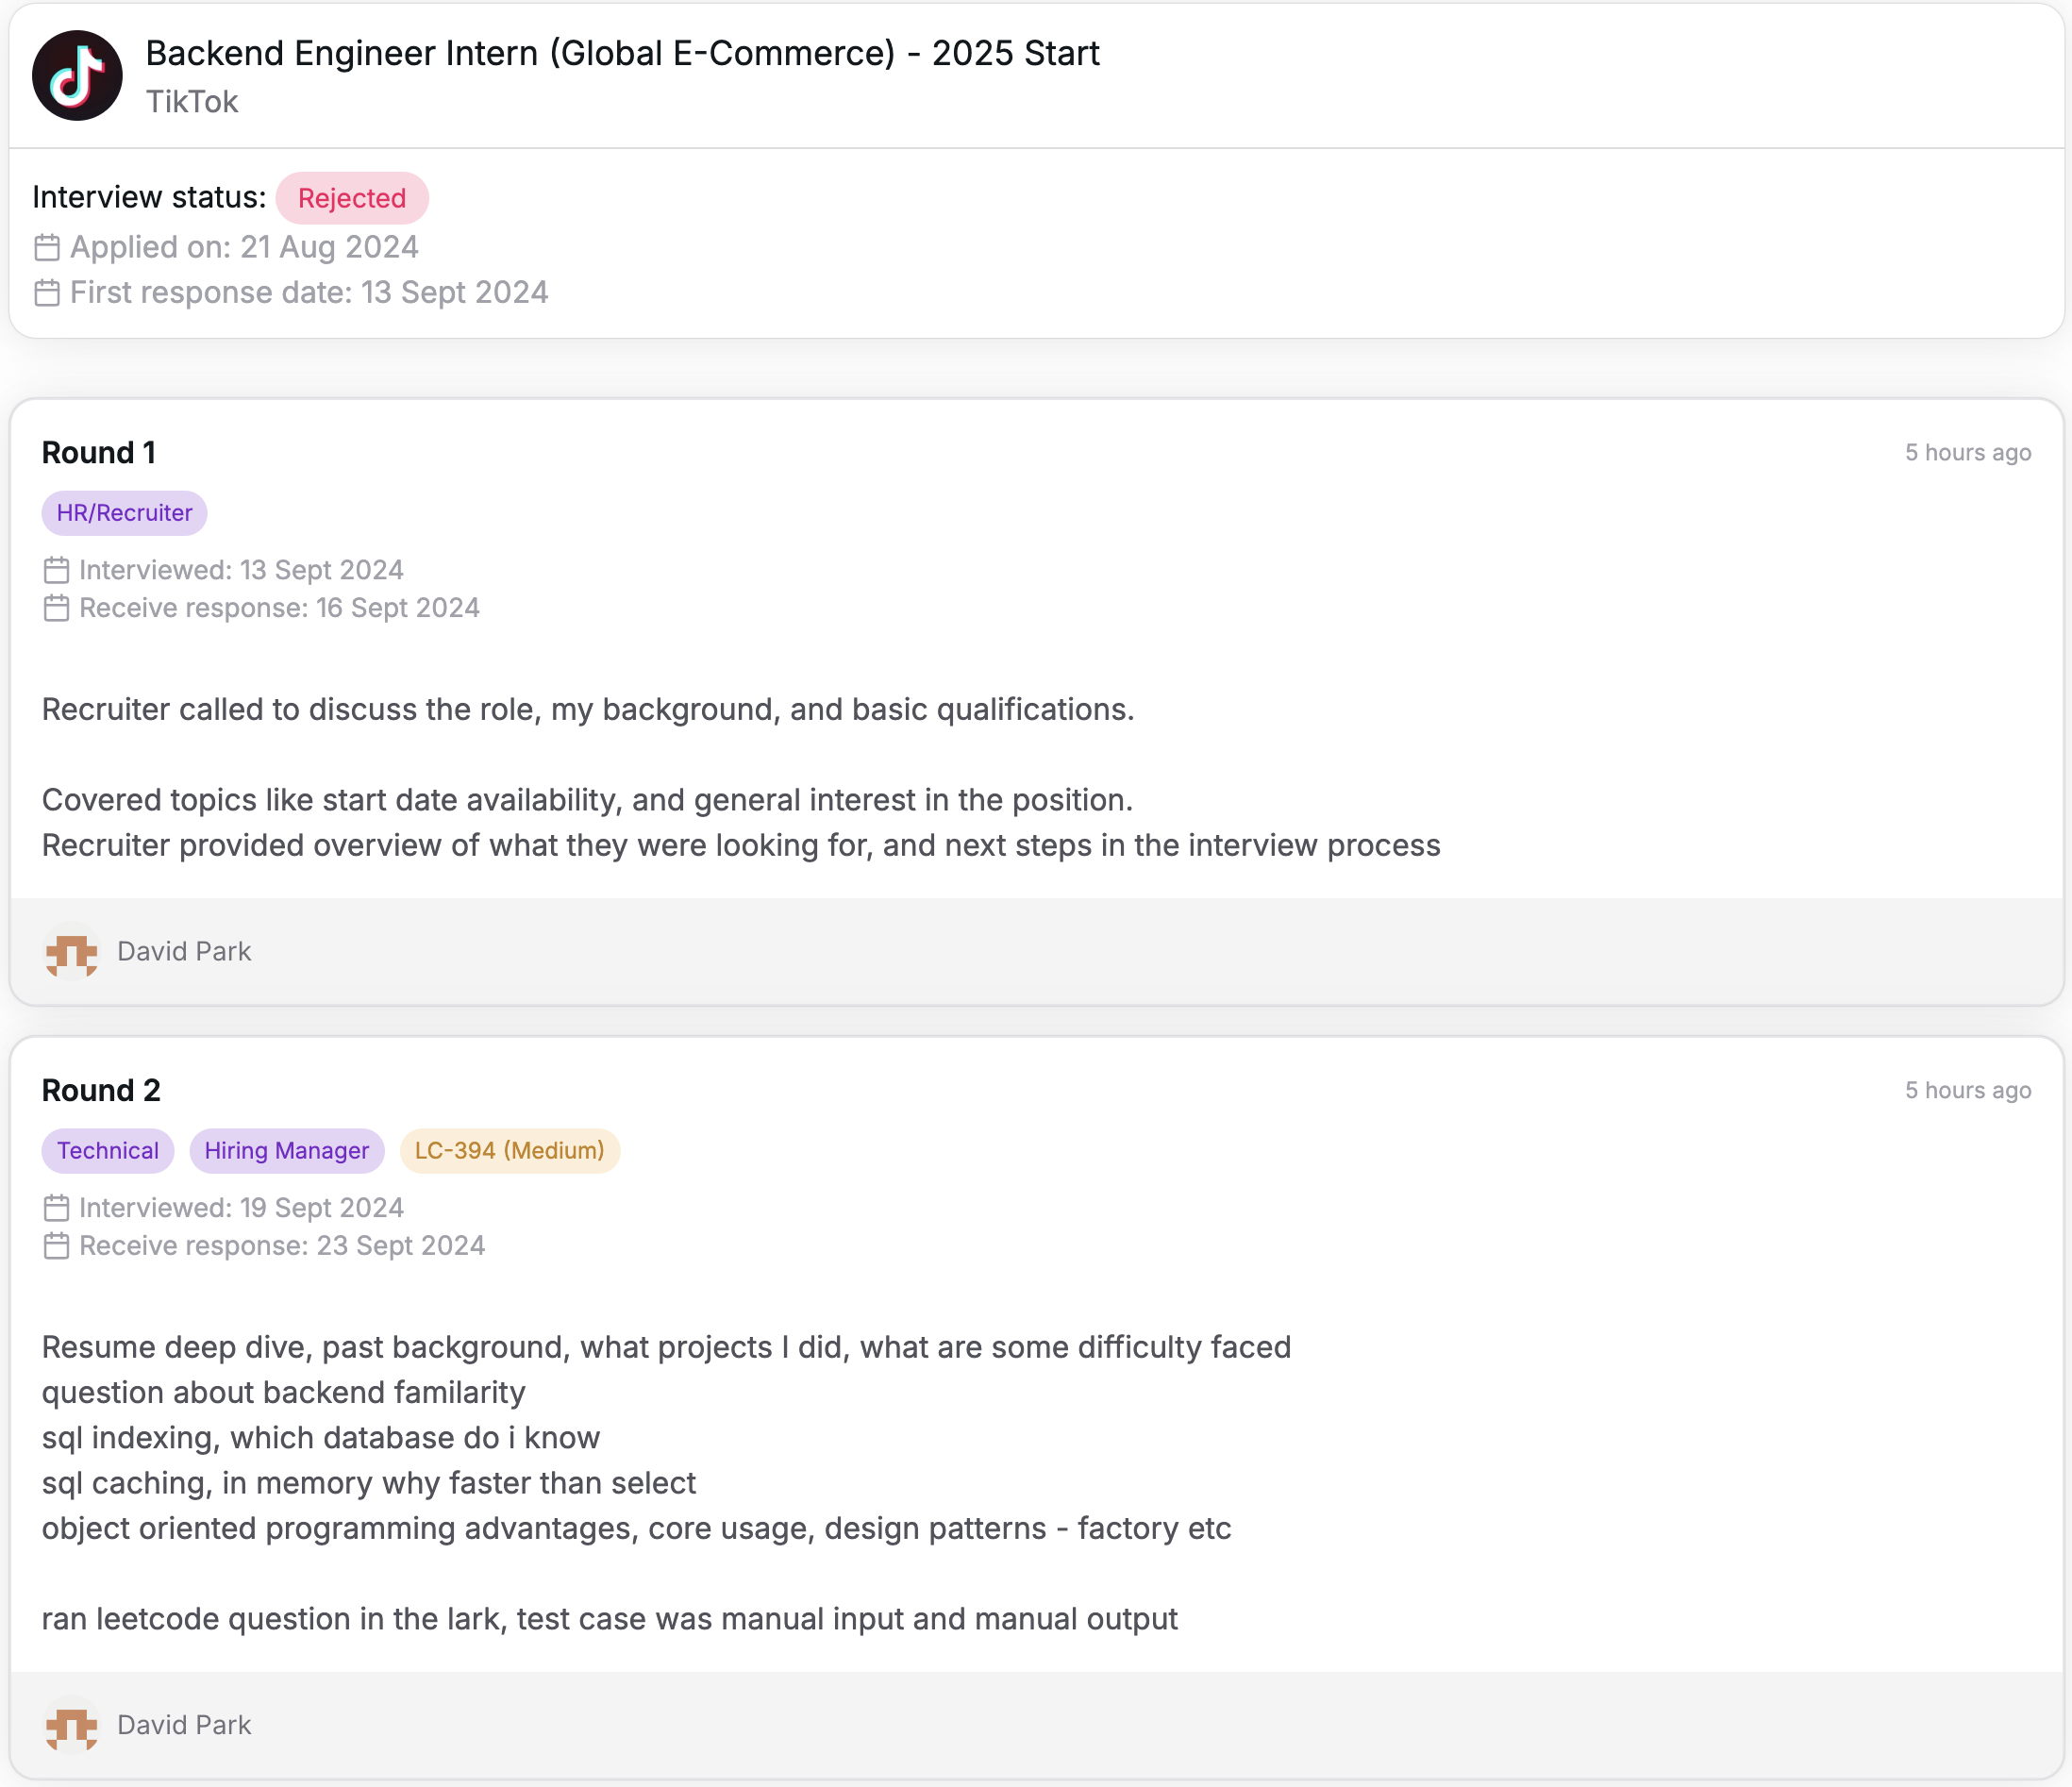 Backend Engineer Intern (Global E-Commerce) - 2025 Start
TikTok
Interview status: Rejected
Applied on: 21 Aug 2024
First response date: 13 Sept 2024
Round 1
5 hours ago
HR/Recruiter
Interviewed: 13 Sept 2024
Receive response: 16 Sept 2024
Recruiter called to discuss the role, my background, and basic qualifications.
Covered topics like start date availability, and general interest in the position.
Recruiter provided overview of what they were looking for, and next steps in the interview process
David Park
Round 2
5 hours ago
Technical Hiring Manager LC-394 (Medium)
Interviewed: 19 Sept 2024
Receive response: 23 Sept 2024
Resume deep dive, past background, what projects I did, what are some difficulty faced
question about backend familarity
sql indexing, which database do i know
sql caching, in memory why faster than select
object oriented programming advantages, core usage, design patterns - factory etc
ran leetcode question in the lark, test case was manual input and manual output
David Park